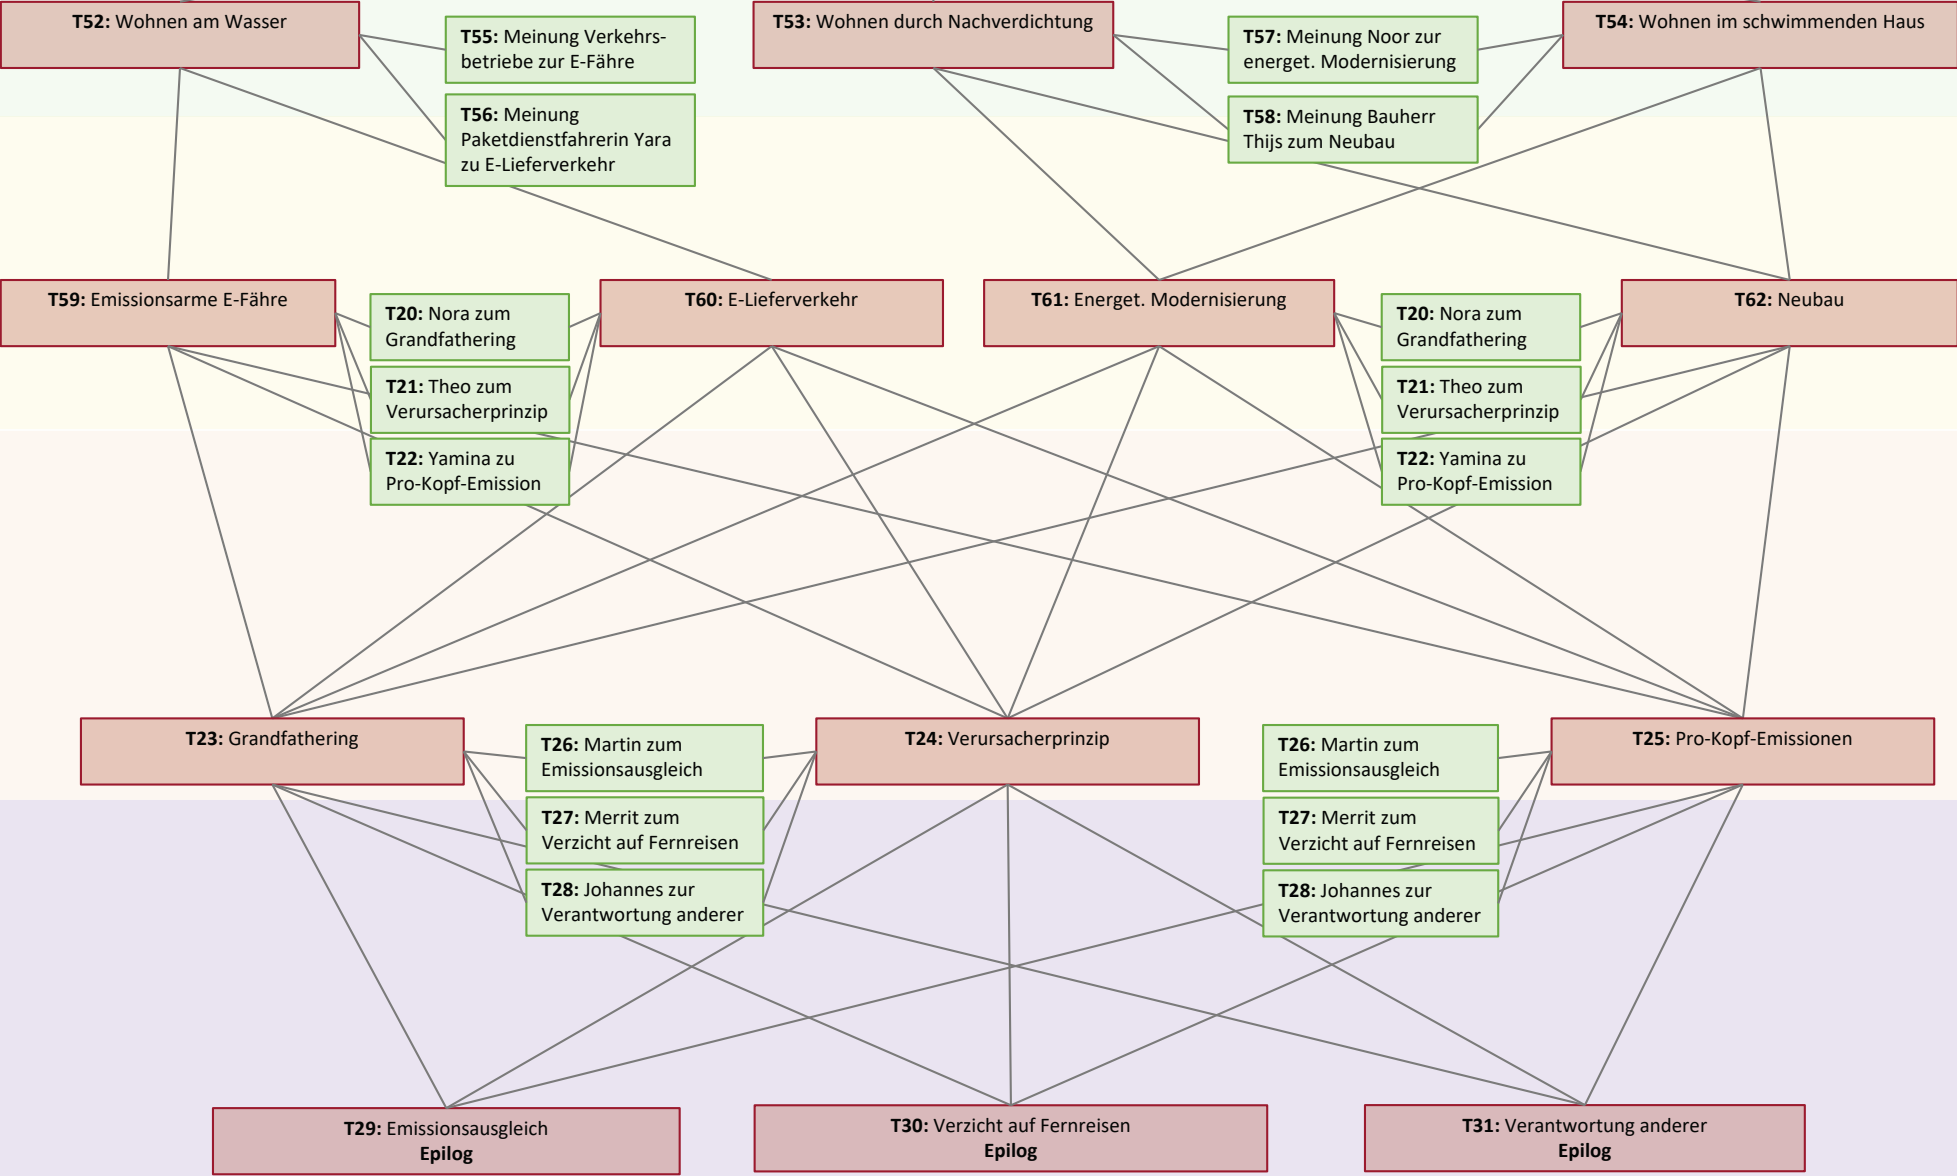 T52: Wohnen am Wasser
T55: Meinung Verkehrs-
betriebe zur E-Fähre
T56: Meinung
Paketdienstfahrerin Yara
zu E-Lieferverkehr
T53: Wohnen durch Nachverdichtung
T57: Meinung Noor zur
energet. Modernisierung
T58: Meinung Bauherr
Thijs zum Neubau
T54: Wohnen im schwimmenden Haus
T59: Emissionsarme E-Fähre
T20: Nora zum
Grandfathering
T21: Theo zum
Verursacherprinzip
T22: Yamina zu
Pro-Kopf-Emission
T60: E-Lieferverkehr
T61: Energet. Modernisierung
T20: Nora zum
Grandfathering
T21: Theo zum
Verursacherprinzip
T22: Yamina zu
Pro-Kopf-Emission
T62: Neubau
T23: Grandfathering
T26: Martin zum
Emissionsausgleich
T27: Merrit zum
Verzicht auf Fernreisen
T28: Johannes zur
Verantwortung anderer
T24: Verursacherprinzip
T26: Martin zum
Emissionsausgleich
T27: Merrit zum
Verzicht auf Fernreisen
T28: Johannes zur
Verantwortung anderer
T25: Pro-Kopf-Emissionen
T29: Emissionsausgleich
Epilog
T30: Verzicht auf Fernreisen
Epilog
T31: Verantwortung anderer
Epilog